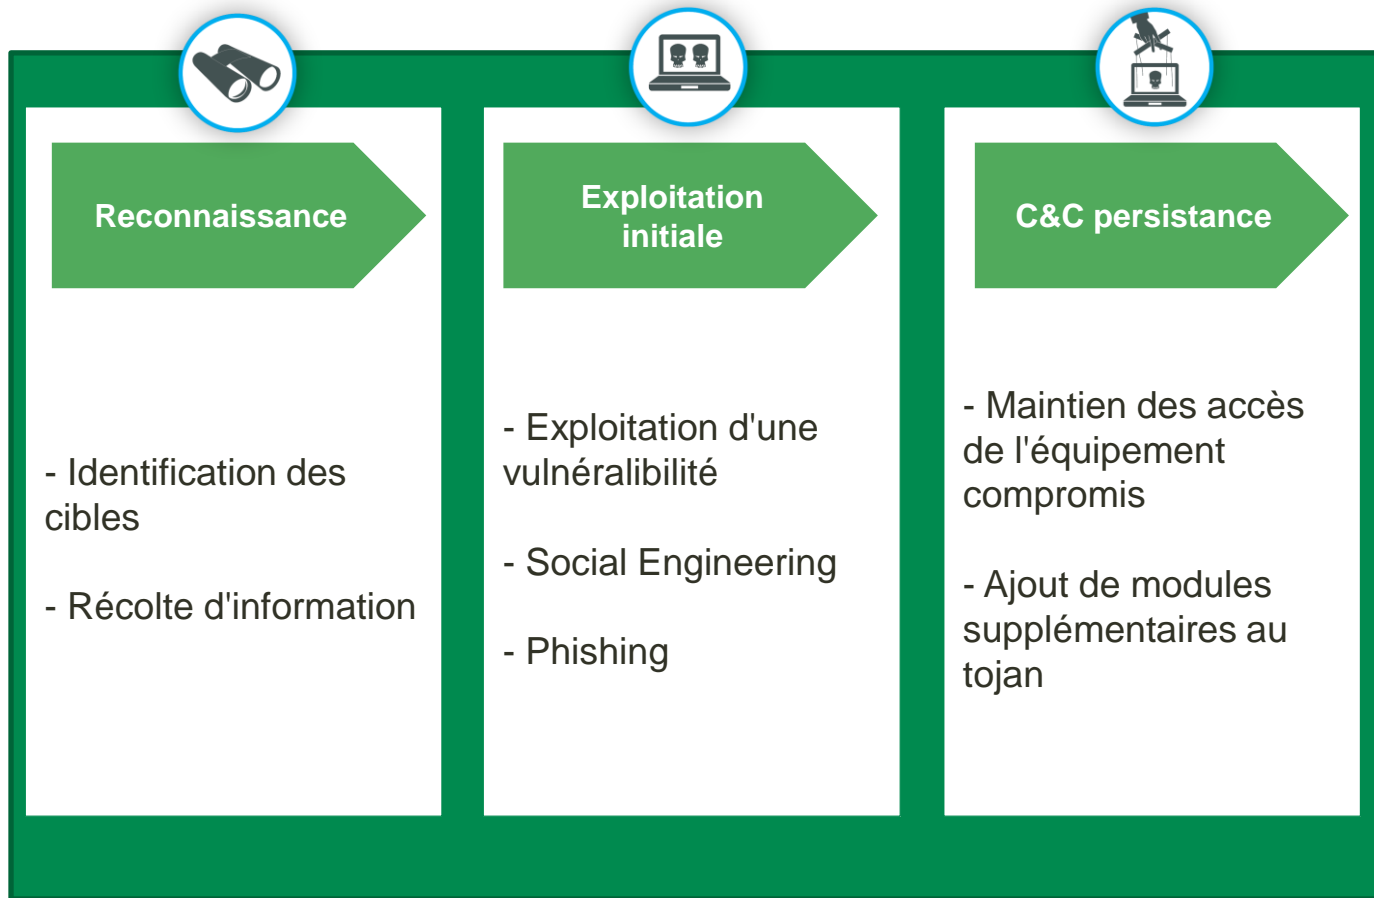 Reconnaissance
- Identification des
cibles
- Récolte d'information
Exploitation
initiale
- Exploitation d'une
vulnéralibilité
- Social Engineering
- Phishing
C&C persistance
- Maintien des accès
de l'équipement
compromis
- Ajout de modules
supplémentaires au
tojan